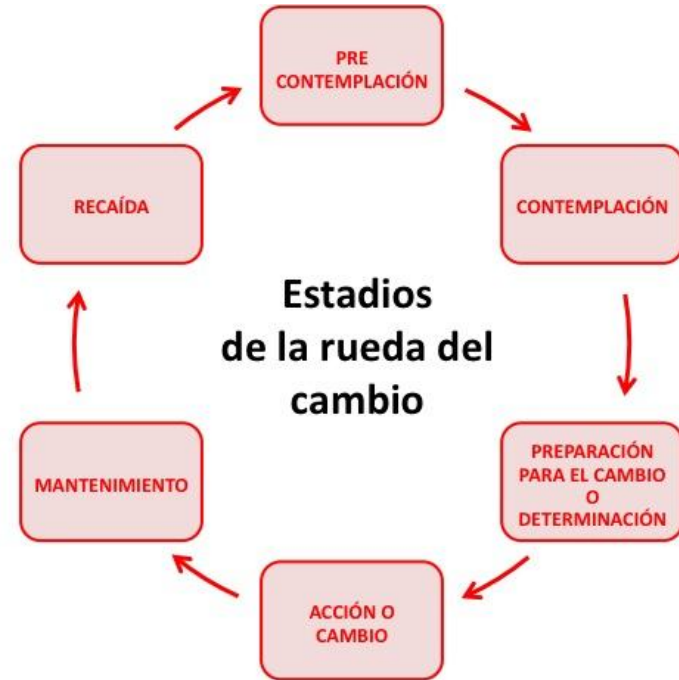 PRE
CONTEMPLACIÓN
CONTEMPLACIÓN
PREPARACIÓN
PARA EL CAMBIO
O
DETERMINACIÓN
ACCIÓN O
CAMBIO
MANTENIMIENTO
RECAÍDA
Estadios
de la rueda del
cambio